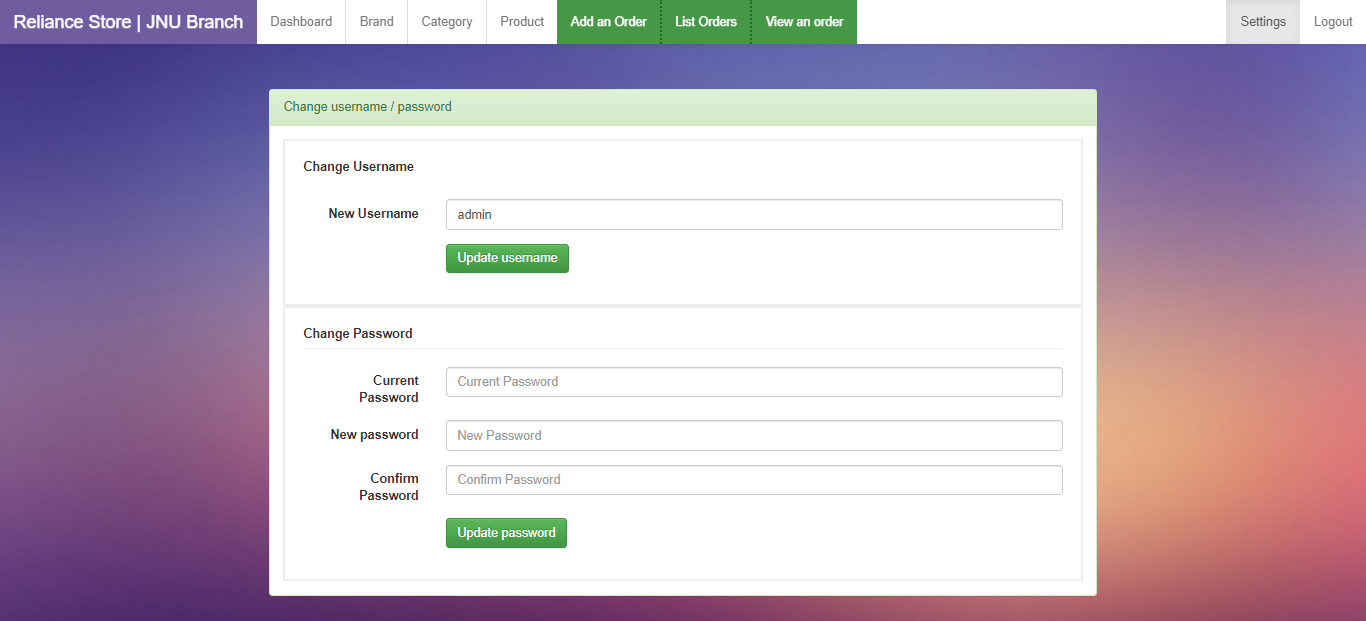 Reliance Store | JNU Branch
Dashboard
Brand
Category
Product
Add an Order
List Orders
View an order
Settings
Logout
Change username / password
Change Username
New Username
admin
Update username
Change Password
Current
Password
Current Password
New password
New Password
Confirm
Password
Confirm Password
Update password